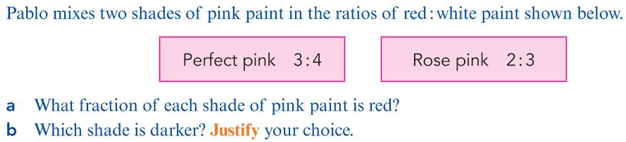 Pablo mixes two shades of pink paint in the ratios of red : white paint shown below.
Perfect pink 3 : 4
Rose pink 2 : 3
a What fraction of each shade of pink paint is red?
b Which shade is darker? Justify your choice.